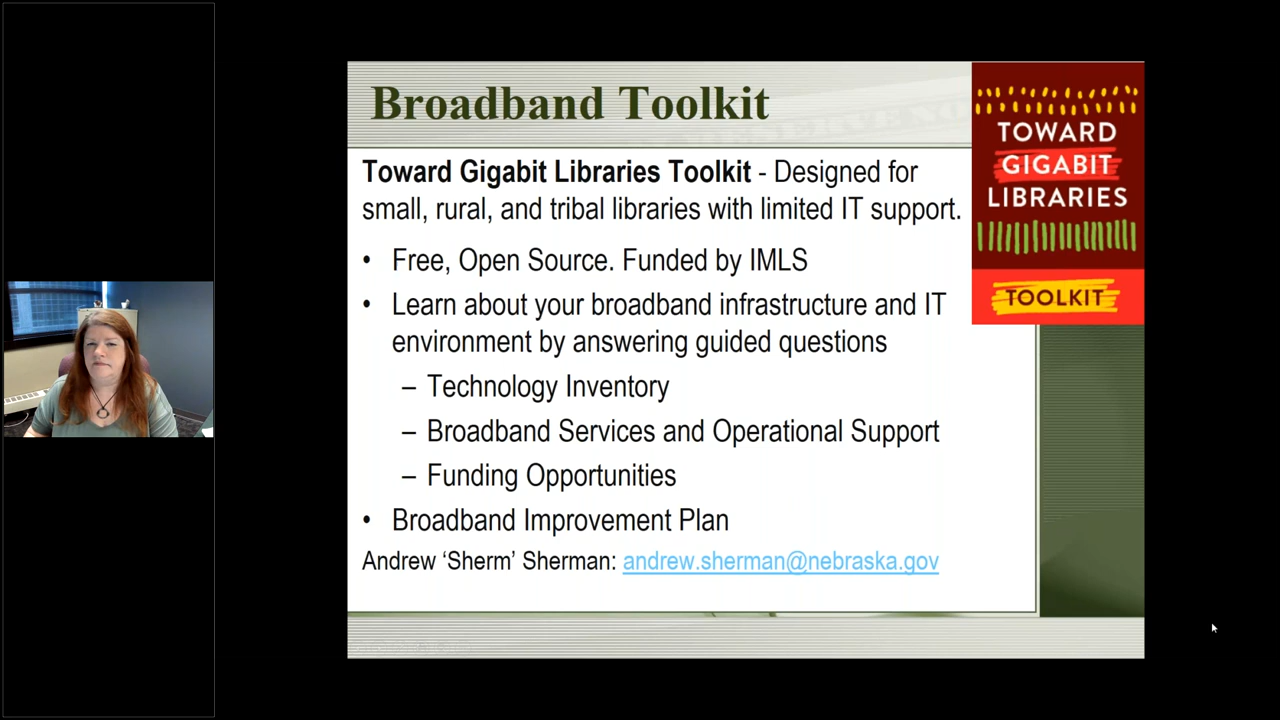 Broadband Toolkit
Toward Gigabit Libraries Toolkit - Designed for
small, rural, and tribal libraries with limited IT support.
• Free, Open Source. Funded by IMLS
• Learn about your broadband infrastructure and IT
environment by answering guided questions
– Technology Inventory
– Broadband Services and Operational Support
– Funding Opportunities
• Broadband Improvement Plan
Andrew ‘Sherm’ Sherman: andrew.sherman@nebraska.gov
TOWARD
GIGABIT
LIBRARIES
TOOLKIT